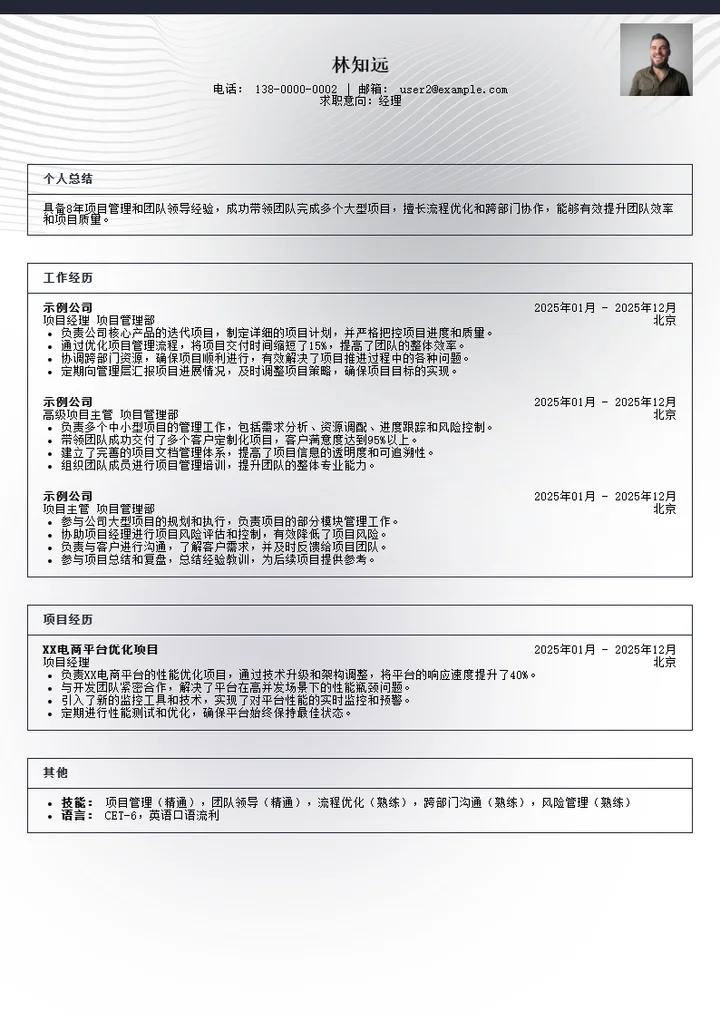 林知远
电话： 138-0000-0002 | 邮箱： user2@example.com
求职意向：经理
个人总结
具备8年项目管理和团队领导经验，成功带领团队完成多个大型项目，擅长流程优化和跨部门协作，能够有效提升团队效率
和项目质量。
工作经历
示例公司 2025年01月 - 2025年12月
项目经理 项目管理部 北京
• 负责公司核心产品的迭代项目，制定详细的项目计划，并严格把控项目进度和质量。
• 通过优化项目管理流程，将项目交付时间缩短了15%，提高了团队的整体效率。
• 协调跨部门资源，确保项目顺利进行，有效解决了项目推进过程中的各种问题。
• 定期向管理层汇报项目进展情况，及时调整项目策略，确保项目目标的实现。
示例公司 2025年01月 - 2025年12月
高级项目主管 项目管理部 北京
• 负责多个中小型项目的管理工作，包括需求分析、资源调配、进度跟踪和风险控制。
• 带领团队成功交付了多个客户定制化项目，客户满意度达到95%以上。
• 建立了完善的项目文档管理体系，提高了项目信息的透明度和可追溯性。
• 组织团队成员进行项目管理培训，提升团队的整体专业能力。
示例公司 2025年01月 - 2025年12月
项目主管 项目管理部 北京
• 参与公司大型项目的规划和执行，负责项目的部分模块管理工作。
• 协助项目经理进行项目风险评估和控制，有效降低了项目风险。
• 负责与客户进行沟通，了解客户需求，并及时反馈给项目团队。
• 参与项目总结和复盘，总结经验教训，为后续项目提供参考。
项目经历
XX电商平台优化项目 2025年01月 - 2025年12月
项目经理 北京
• 负责XX电商平台的性能优化项目，通过技术升级和架构调整，将平台的响应速度提升了40%。
• 与开发团队紧密合作，解决了平台在高并发场景下的性能瓶颈问题。
• 引入了新的监控工具和技术，实现了对平台性能的实时监控和预警。
• 定期进行性能测试和优化，确保平台始终保持最佳状态。
其他
• 技能： 项目管理（精通），团队领导（精通），流程优化（熟练），跨部门沟通（熟练），风险管理（熟练）
• 语言： CET-6，英语口语流利